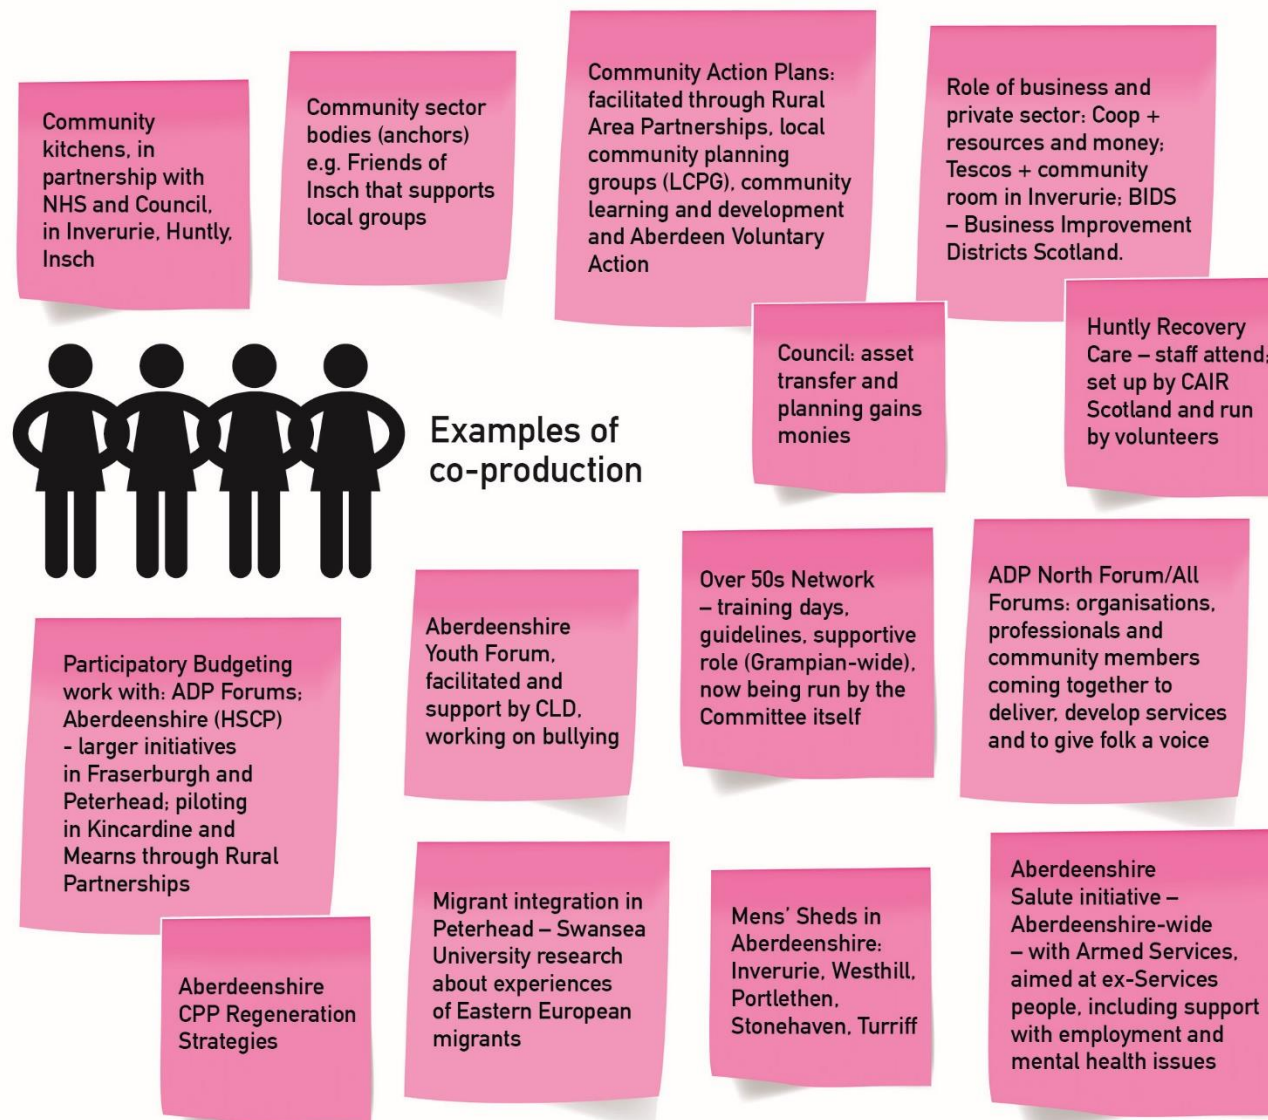 Community
kitchens, in
partnership with
NHS and Council,
in Inverurie, Huntly,
Insch
Community sector
bodies (anchors)
e.g. Friends of
Insch that supports
local groups
Community Action Plans:
facilitated through Rural
Area Partnerships, local
community planning
groups (LCPG), community
learning and development
and Aberdeen Voluntary
Action
Role of business and
private sector: Coop +
resources and money;
Tescos + community
room in Inverurie; BIDS
– Business Improvement
Districts Scotland.
Council: asset
transfer and
planning gains
monies
Huntly Recovery
Care – staff attend;
set up by CAIR
Scotland and run
by volunteers
Examples of
co-production
Participatory Budgeting
work with: ADP Forums;
Aberdeenshire (HSCP)
- larger initiatives
in Fraserburgh and
Peterhead; piloting
in Kincardine and
Mearns through Rural
Partnerships
Aberdeenshire
Youth Forum,
facilitated and
support by CLD,
working on bullying
Over 50s Network
– training days,
guidelines, supportive
role (Grampian-wide),
now being run by the
Committee itself
ADP North Forum/All
Forums: organisations,
professionals and
community members
coming together to
deliver, develop services
and to give folk a voice
Aberdeenshire
CPP Regeneration
Strategies
Migrant integration in
Peterhead – Swansea
University research
about experiences
of Eastern European
migrants
Mens’ Sheds in
Aberdeenshire:
Inverurie, Westhill,
Portlethen,
Stonehaven, Turriff
Aberdeenshire
Salute initiative –
Aberdeenshire-wide
– with Armed Services,
aimed at ex-Services
people, including support
with employment and
mental health issues